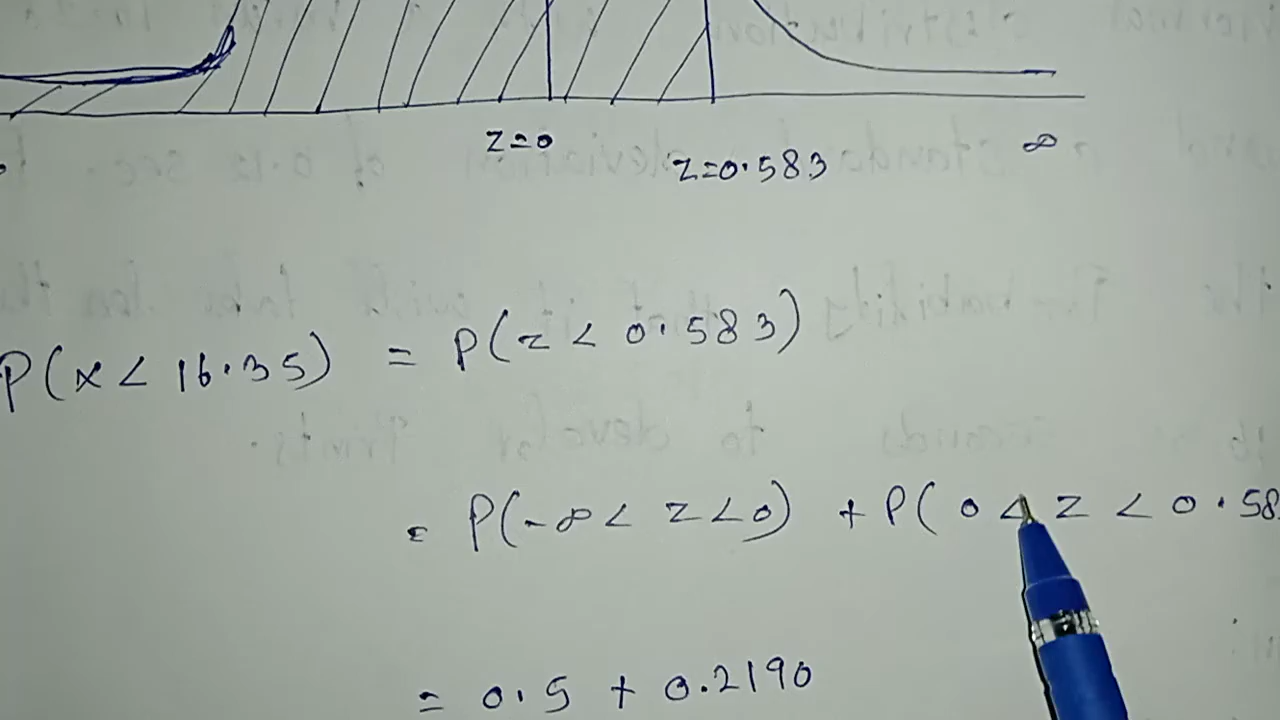 z=0
z=0.583
∞
P(x < 16.35) = P(z < 0.583)
= P(-∞ < z < 0) + P(0 < z < 0.58
= 0.5 + 0.2190